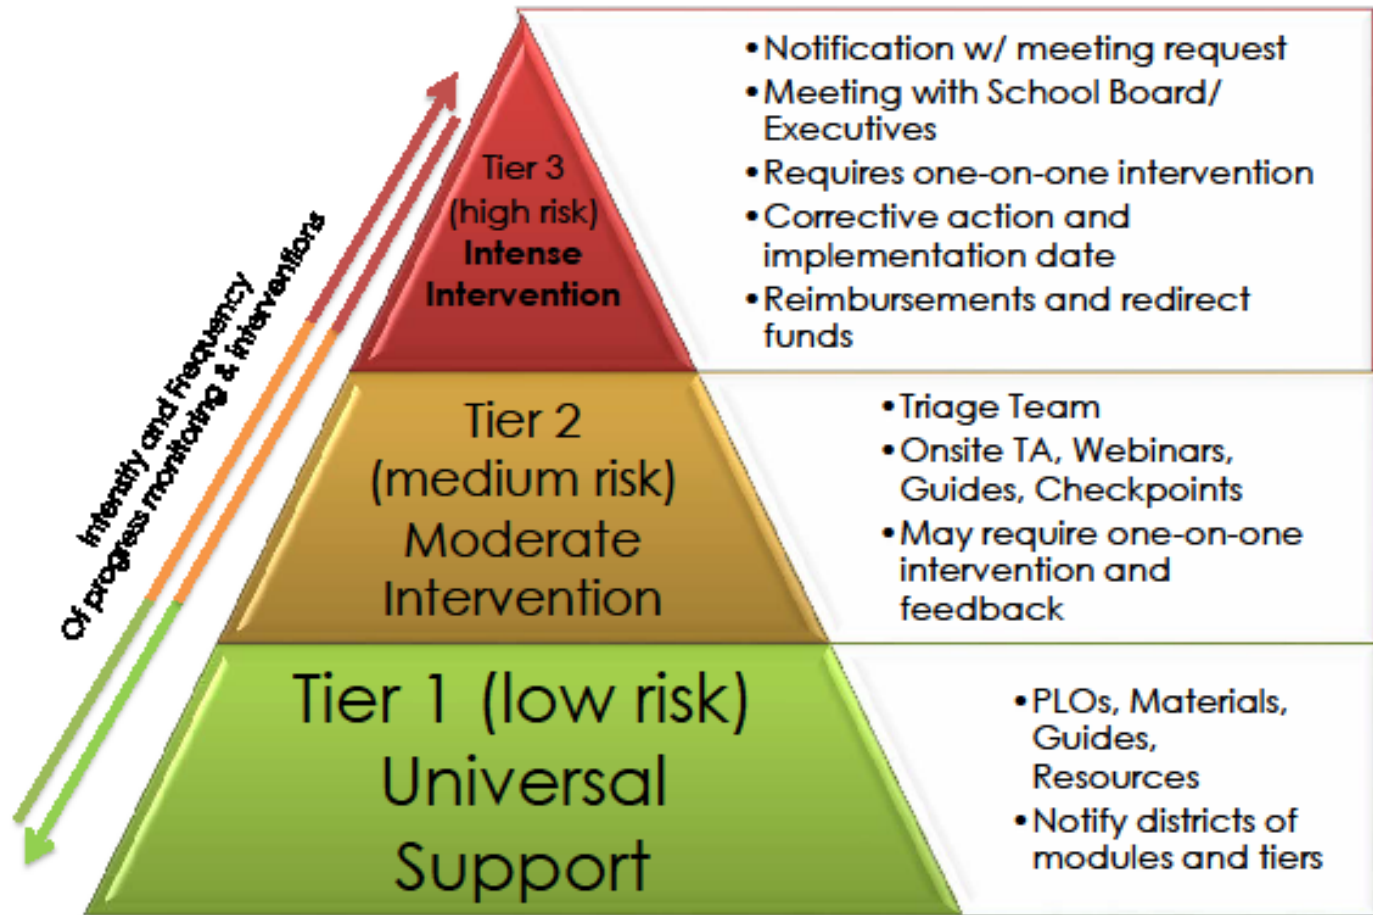 Intensity and Frequency
Of progress monitoring & interventions
Tier 3
(high risk)
Intense
Intervention
•Notification w/ meeting request
•Meeting with School Board/
Executives
•Requires one-on-one intervention
•Corrective action and
implementation date
•Reimbursements and redirect
funds
Tier 2
(medium risk)
Moderate
Intervention
•Triage Team
•Onsite TA, Webinars,
Guides, Checkpoints
•May require one-on-one
intervention and
feedback
Tier 1 (low risk)
Universal
Support
•PLOs, Materials,
Guides,
Resources
•Notify districts of
modules and tiers